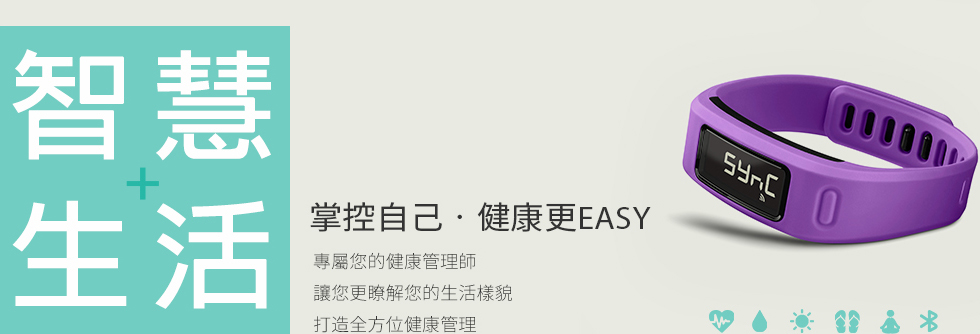 智慧
+
生活
掌控自己・健康更EASY
專屬您的健康管理師
讓您更瞭解您的生活樣貌
打造全方位健康管理
SYnC